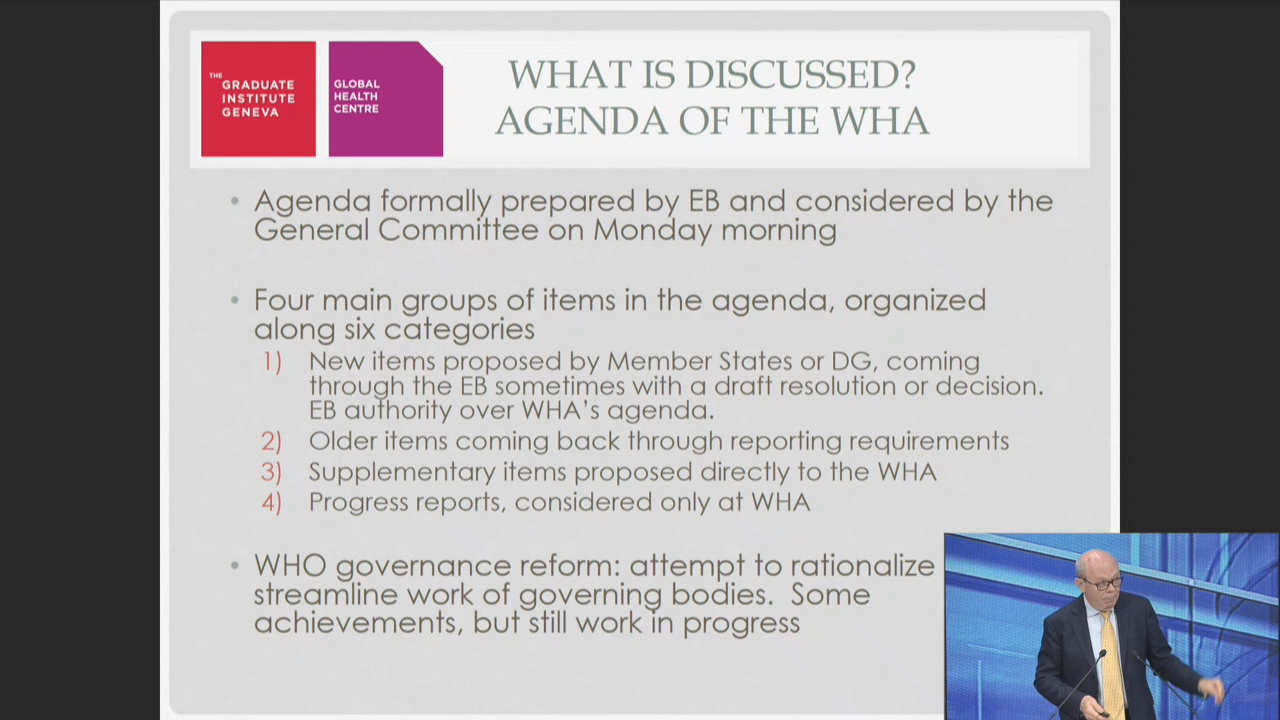 THE
GRADUATE
INSTITUTE
GENEVA
GLOBAL
HEALTH
CENTRE
WHAT IS DISCUSSED?
AGENDA OF THE WHA
• Agenda formally prepared by EB and considered by the
General Committee on Monday morning
• Four main groups of items in the agenda, organized
along six categories
1) New items proposed by Member States or DG, coming
through the EB sometimes with a draft resolution or decision.
EB authority over WHA's agenda.
2) Older items coming back through reporting requirements
3) Supplementary items proposed directly to the WHA
4) Progress reports, considered only at WHA
• WHO governance reform: attempt to rationalize
streamline work of governing bodies. Some
achievements, but still work in progress